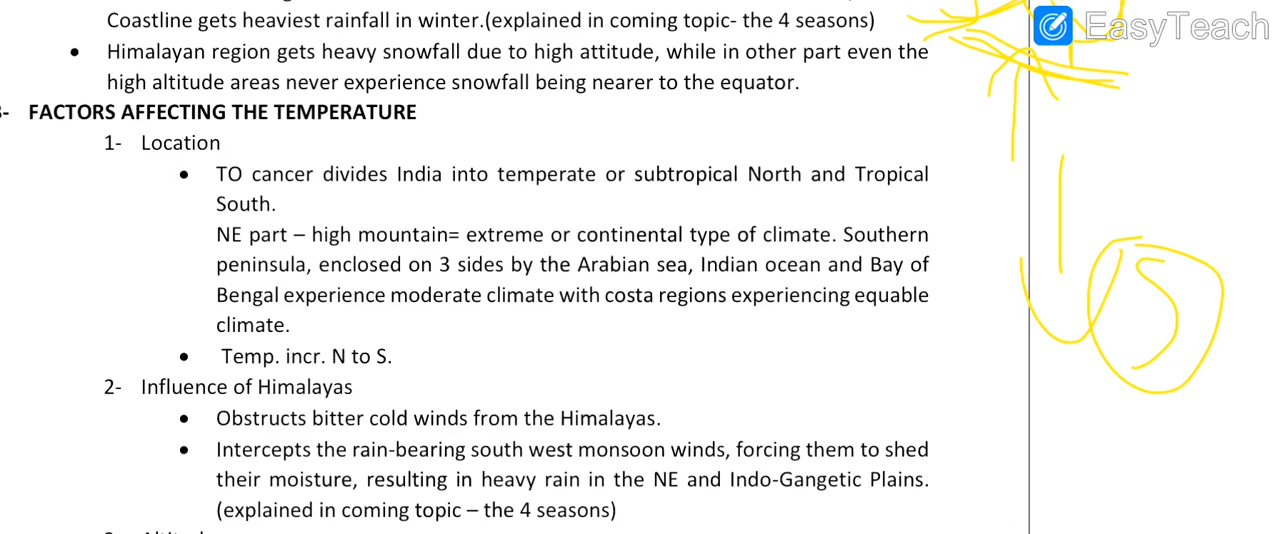 Coastline gets heaviest rainfall in winter.(explained in coming topic- the 4 seasons)
EasyTeach
• Himalayan region gets heavy snowfall due to high attitude, while in other part even the
high altitude areas never experience snowfall being nearer to the equator.
- FACTORS AFFECTING THE TEMPERATURE
1- Location
• TO cancer divides India into temperate or subtropical North and Tropical
South.
NE part – high mountain= extreme or continental type of climate. Southern
peninsula, enclosed on 3 sides by the Arabian sea, Indian ocean and Bay of
Bengal experience moderate climate with costa regions experiencing equable
climate.
• Temp. incr. N to S.
2- Influence of Himalayas
• Obstructs bitter cold winds from the Himalayas.
• Intercepts the rain-bearing south west monsoon winds, forcing them to shed
their moisture, resulting in heavy rain in the NE and Indo-Gangetic Plains.
(explained in coming topic – the 4 seasons)